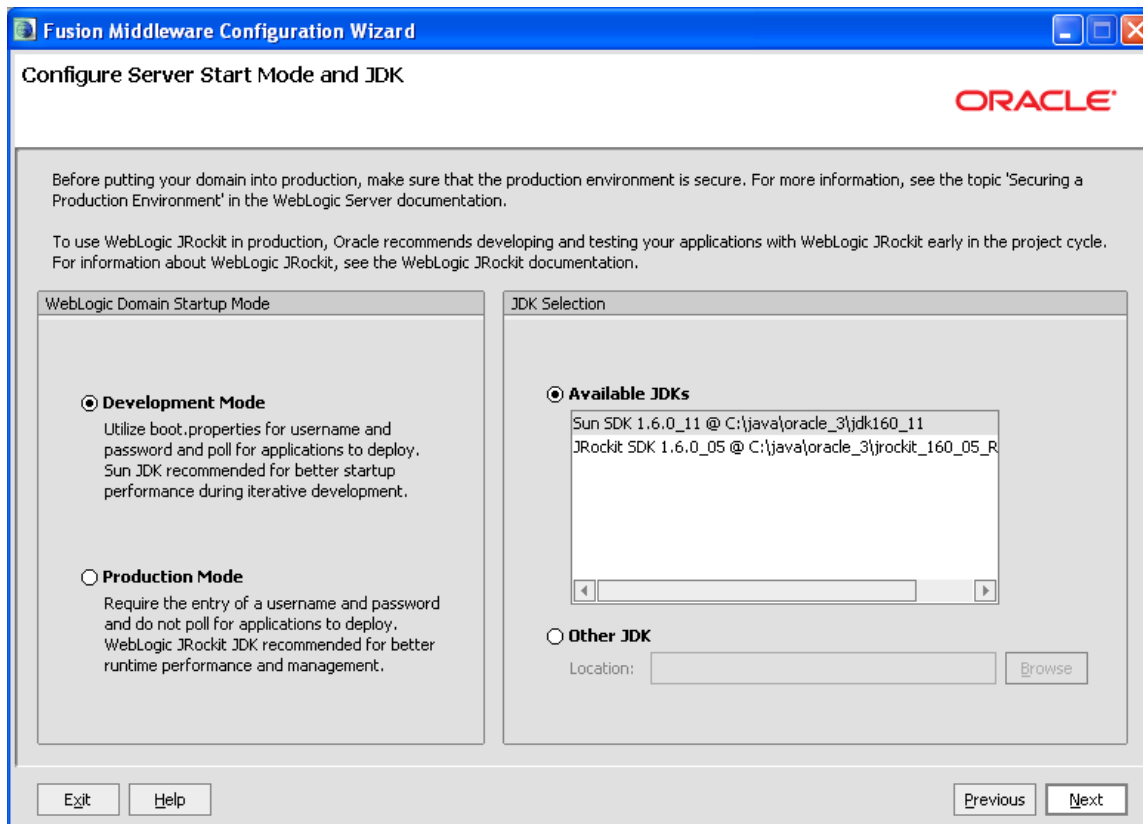 Fusion Middleware Configuration Wizard
Configure Server Start Mode and JDK
ORACLE
Before putting your domain into production, make sure that the production environment is secure. For more information, see the topic 'Securing a
Production Environment' in the WebLogic Server documentation.
To use WebLogic JRockit in production, Oracle recommends developing and testing your applications with WebLogic JRockit early in the project cycle.
For information about WebLogic JRockit, see the WebLogic JRockit documentation.
WebLogic Domain Startup Mode
Development Mode
Utilize boot.properties for username and
password and poll for applications to deploy.
Sun JDK recommended for better startup
performance during iterative development.
Production Mode
Require the entry of a username and password
and do not poll for applications to deploy.
WebLogic JRockit JDK recommended for better
runtime performance and management.
JDK Selection
Available JDKs
Sun SDK 1.6.0_11 @ C:\java\oracle_3\jdk160_11
JRockit SDK 1.6.0_05 @ C:\java\oracle_3\jrockit_160_05_R
Other JDK
Location:
Browse
Exit
Help
Previous
Next